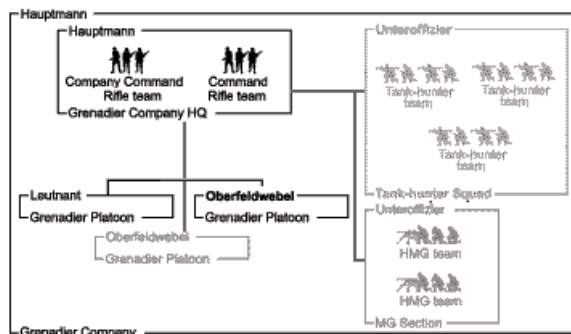 Hauptmann
Hauptmann
Company Command
Rifle team
Command
Rifle team
Grenadier Company HQ
Unteroffizier
Tank-hunter
team
Tank-hunter
team
Tank-hunter
team
Tank-hunter Squad
Leutnant
Grenadier Platoon
Oberfeldwebel
Grenadier Platoon
Oberfeldwebel
Grenadier Platoon
Unteroffizier
HMG team
HMG team
MG Section
Grenadier Company